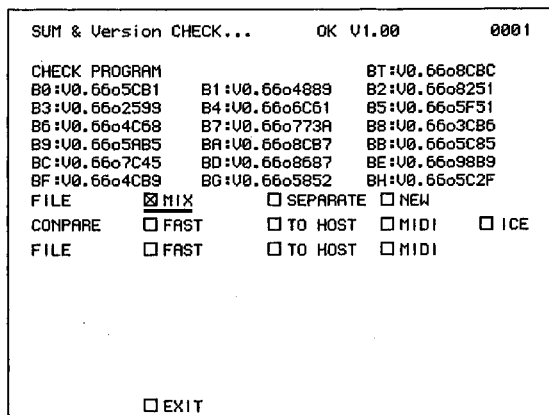 SUM & Version CHECK... OK V1.00 0001
CHECK PROGRAM BT:V0.66o8CBC
B0:V0.66o5CB1 B1:V0.66o4889 B2:V0.66o8251
B3:V0.66o2599 B4:V0.66o6C61 B5:V0.66o5F51
B6:V0.66o4C68 B7:V0.66o773A B8:V0.66o3CB6
B9:V0.66o5AB5 BA:V0.66o8CB7 BB:V0.66o5C85
BC:V0.66o7C45 BD:V0.66o8687 BE:V0.66o98B9
BF:V0.66o4CB9 BG:V0.66o5852 BH:V0.66o5C2F
FILE ☒ MIX ☐ SEPARATE ☐ NEW
CONPARE ☐ FAST ☐ TO HOST ☐ MIDI ☐ ICE
FILE ☐ FAST ☐ TO HOST ☐ MIDI
☐ EXIT